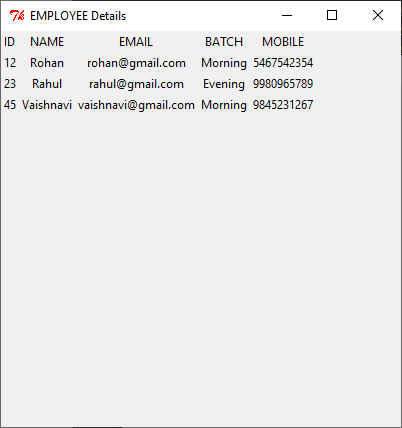 EMPLOYEE Details
ID NAME EMAIL BATCH MOBILE
12 Rohan rohan@gmail.com Morning 5467542354
23 Rahul rahul@gmail.com Evening 9980965789
45 Vaishnavi vaishnavi@gmail.com Morning 9845231267